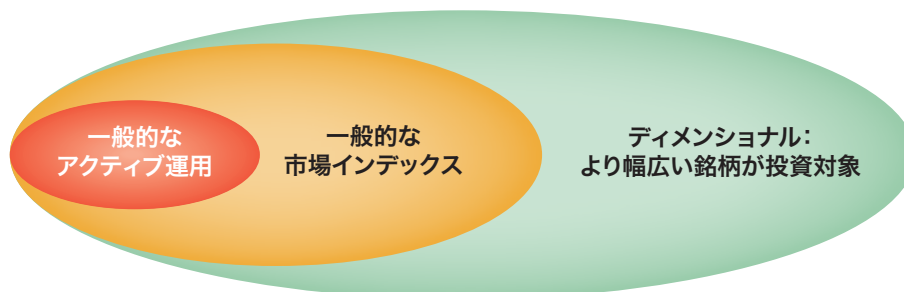 一般的な
アクティブ運用
一般的な
市場インデックス
ディメンショナル：
より幅広い銘柄が投資対象